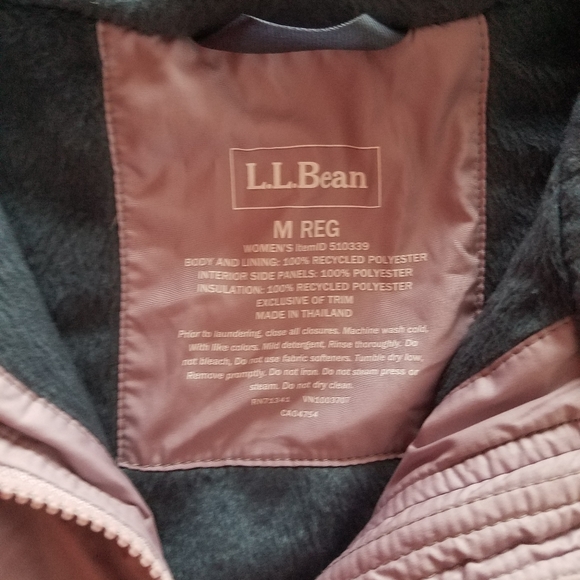 L.L.Bean
M REG
WOMEN'S ItemID 510339
BODY AND LINING: 100% RECYCLED POLYESTER
INTERIOR SIDE PANELS: 100% POLYESTER
INSULATION: 100% RECYCLED POLYESTER
EXCLUSIVE OF TRIM
MADE IN THAILAND
Prior to laundering, close all closures. Machine wash cold.
With like colors. Mild detergent. Rinse thoroughly. Do
not bleach, Do not use fabric softeners. Tumble dry low,
Remove promptly. Do not iron. Do not steam press or
steam. Do not dry clean.
RN71341 VN1003707
CA04754